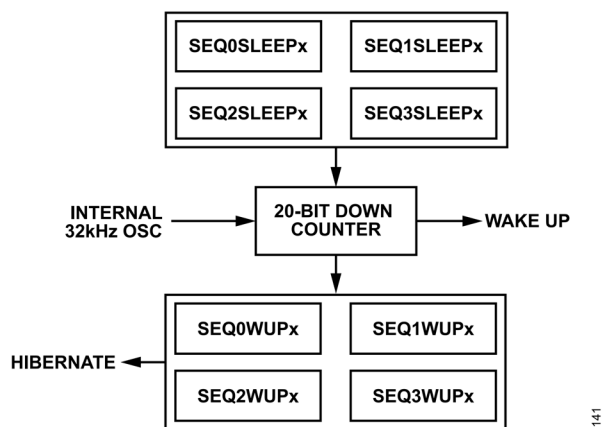 SEQ0SLEEPx
SEQ1SLEEPx
SEQ2SLEEPx
SEQ3SLEEPx
INTERNAL
32kHz OSC
20-BIT DOWN
COUNTER
WAKE UP
SEQ0WUPx
SEQ1WUPx
HIBERNATE
SEQ2WUPx
SEQ3WUPx
141